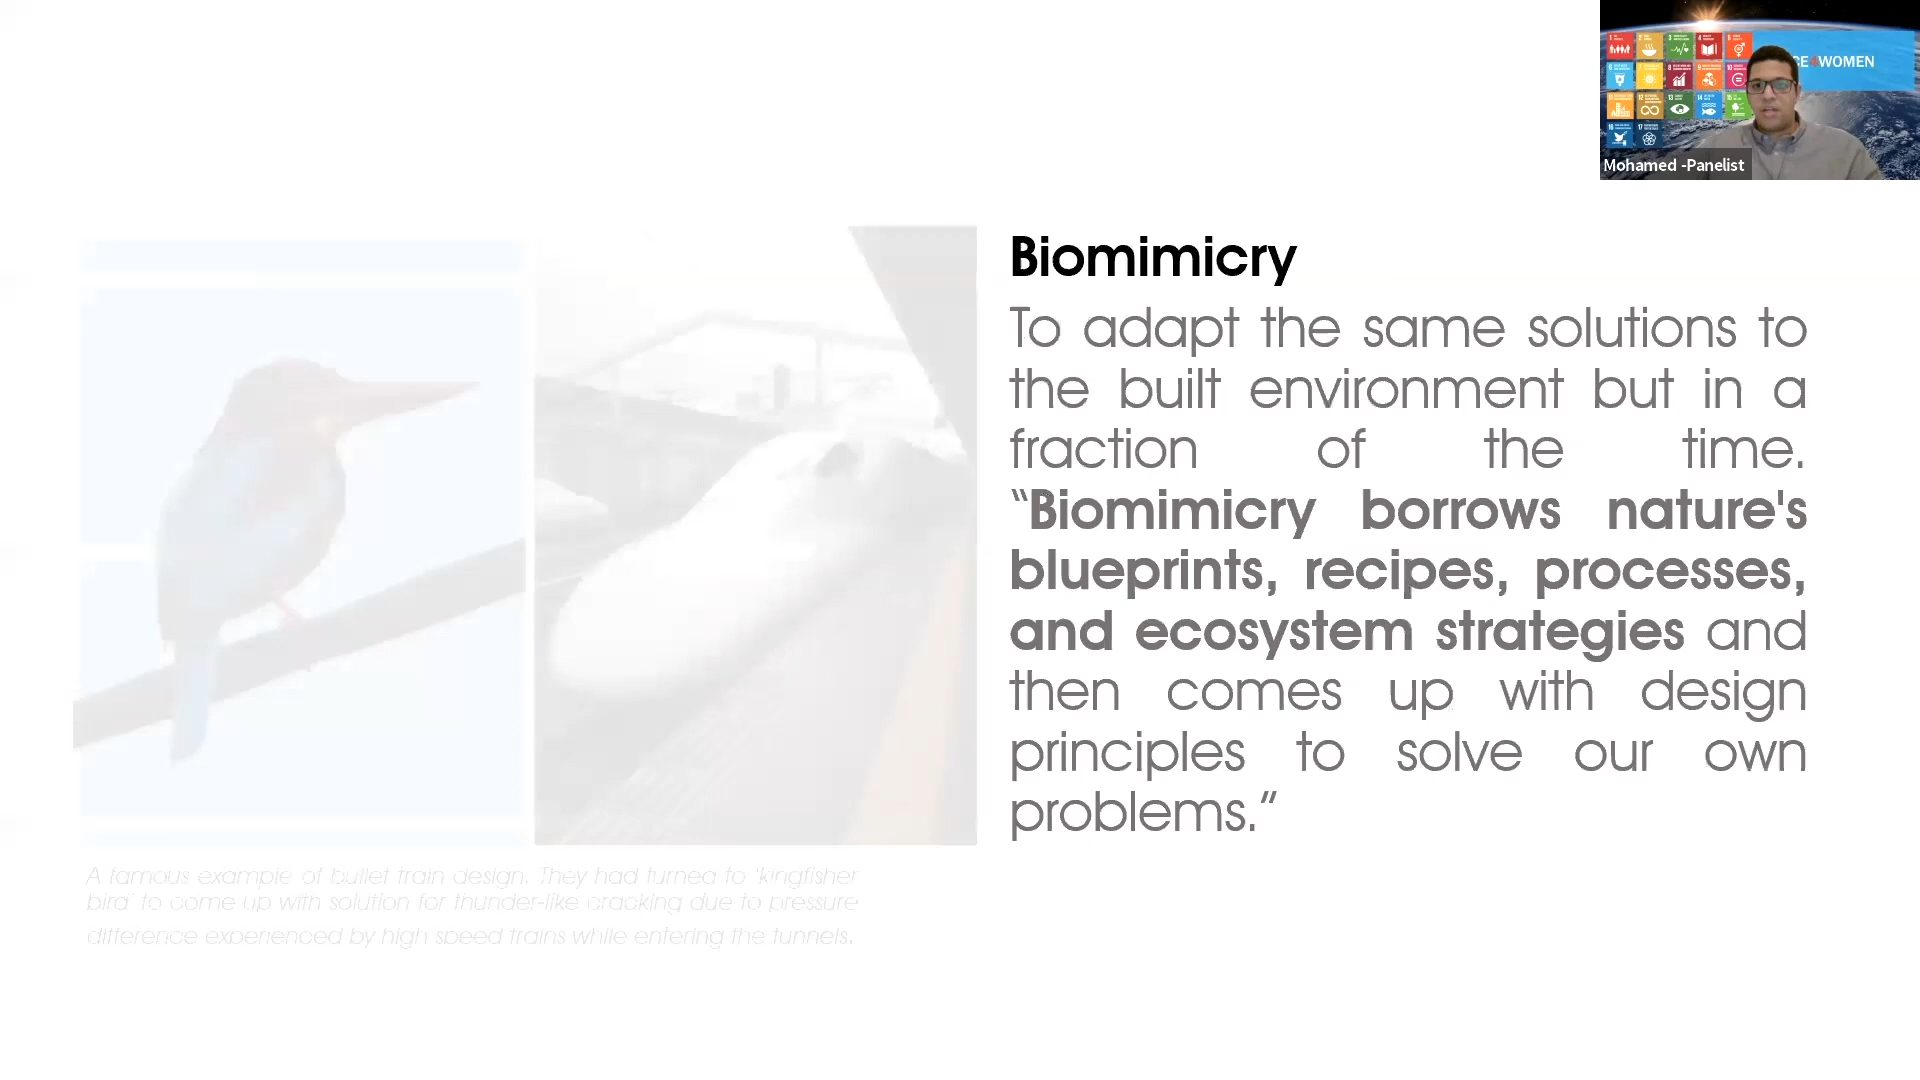 CE4WOMEN
Mohamed -Panelist
Biomimicry
To adapt the same solutions to
the built environment but in a
fraction of the time.
“Biomimicry borrows nature's
blueprints, recipes, processes,
and ecosystem strategies and
then comes up with design
principles to solve our own
problems.”
A famous example of bullet train design. They had turned to 'kingfisher
bird' to come up with solution for thunder-like cracking due to pressure
difference experienced by high speed trains while entering the tunnels.